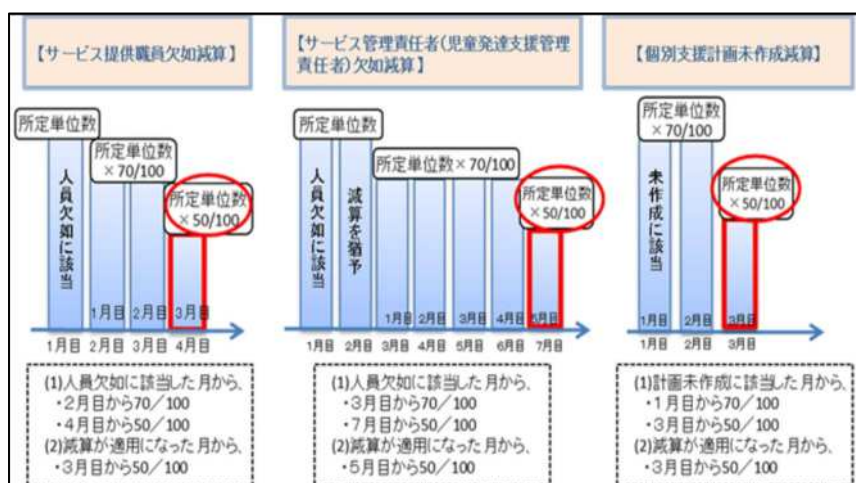 【サービス提供職員欠如減算】
所定単位数
人員欠如に該当
所定単位数
×70/100
所定単位数
×50/100
1月目 2月目 3月目
1月目 2月目 3月目 4月目
(1)人員欠如に該当した月から、
・2月目から70／100
・4月目から50／100
(2)減算が適用になった月から、
・3月目から50／100
【サービス管理責任者(児童発達支援管理
責任者)欠如減算】
所定単位数
人員欠如に該当
減算を猶予
所定単位数×70/100
所定単位数
×50/100
1月目 2月目 3月目 4月目 5月目
1月目 2月目 3月目 4月目 5月目 6月目 7月目
(1)人員欠如に該当した月から、
・3月目から70／100
・7月目から50／100
(2)減算が適用になった月から、
・5月目から50／100
【個別支援計画未作成減算】
所定単位数
×70/100
未作成に該当
所定単位数
×50/100
1月目 2月目 3月目
1月目 2月目 3月目
(1)計画未作成に該当した月から、
・1月目から70／100
・3月目から50／100
(2)減算が適用になった月から、
・3月目から50／100